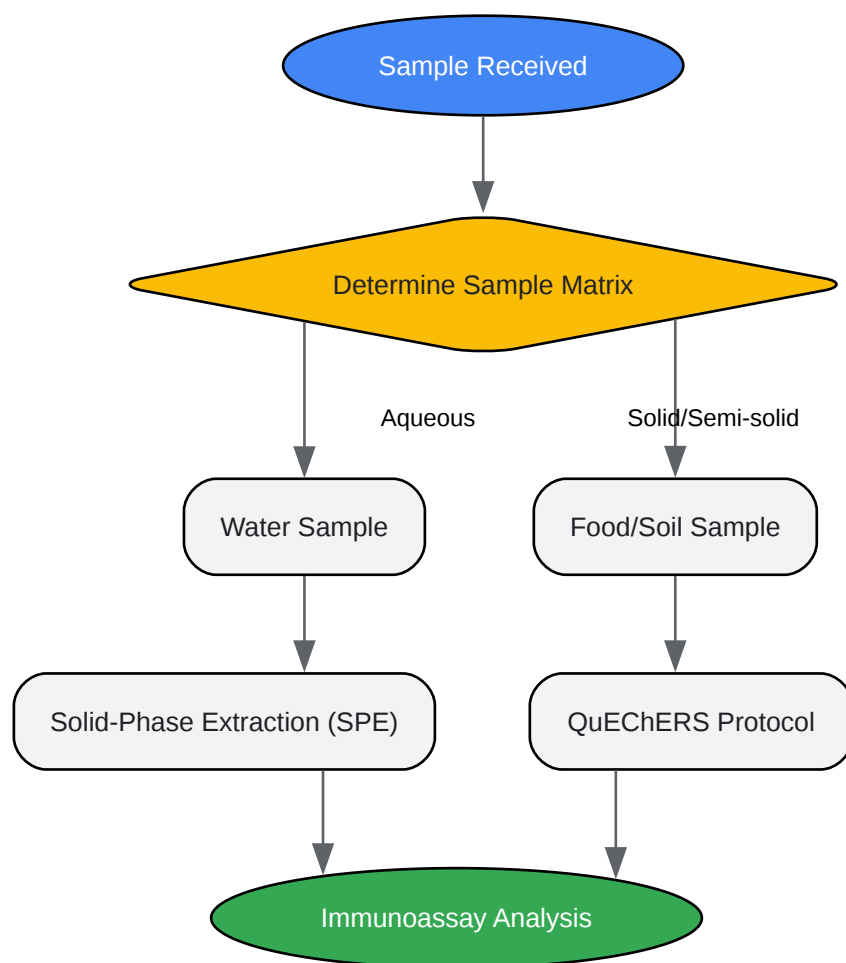 Sample Received
Determine Sample Matrix
Aqueous
Solid/Semi-solid
Water Sample
Food/Soil Sample
Solid-Phase Extraction (SPE)
QuEChERS Protocol
Immunoassay Analysis